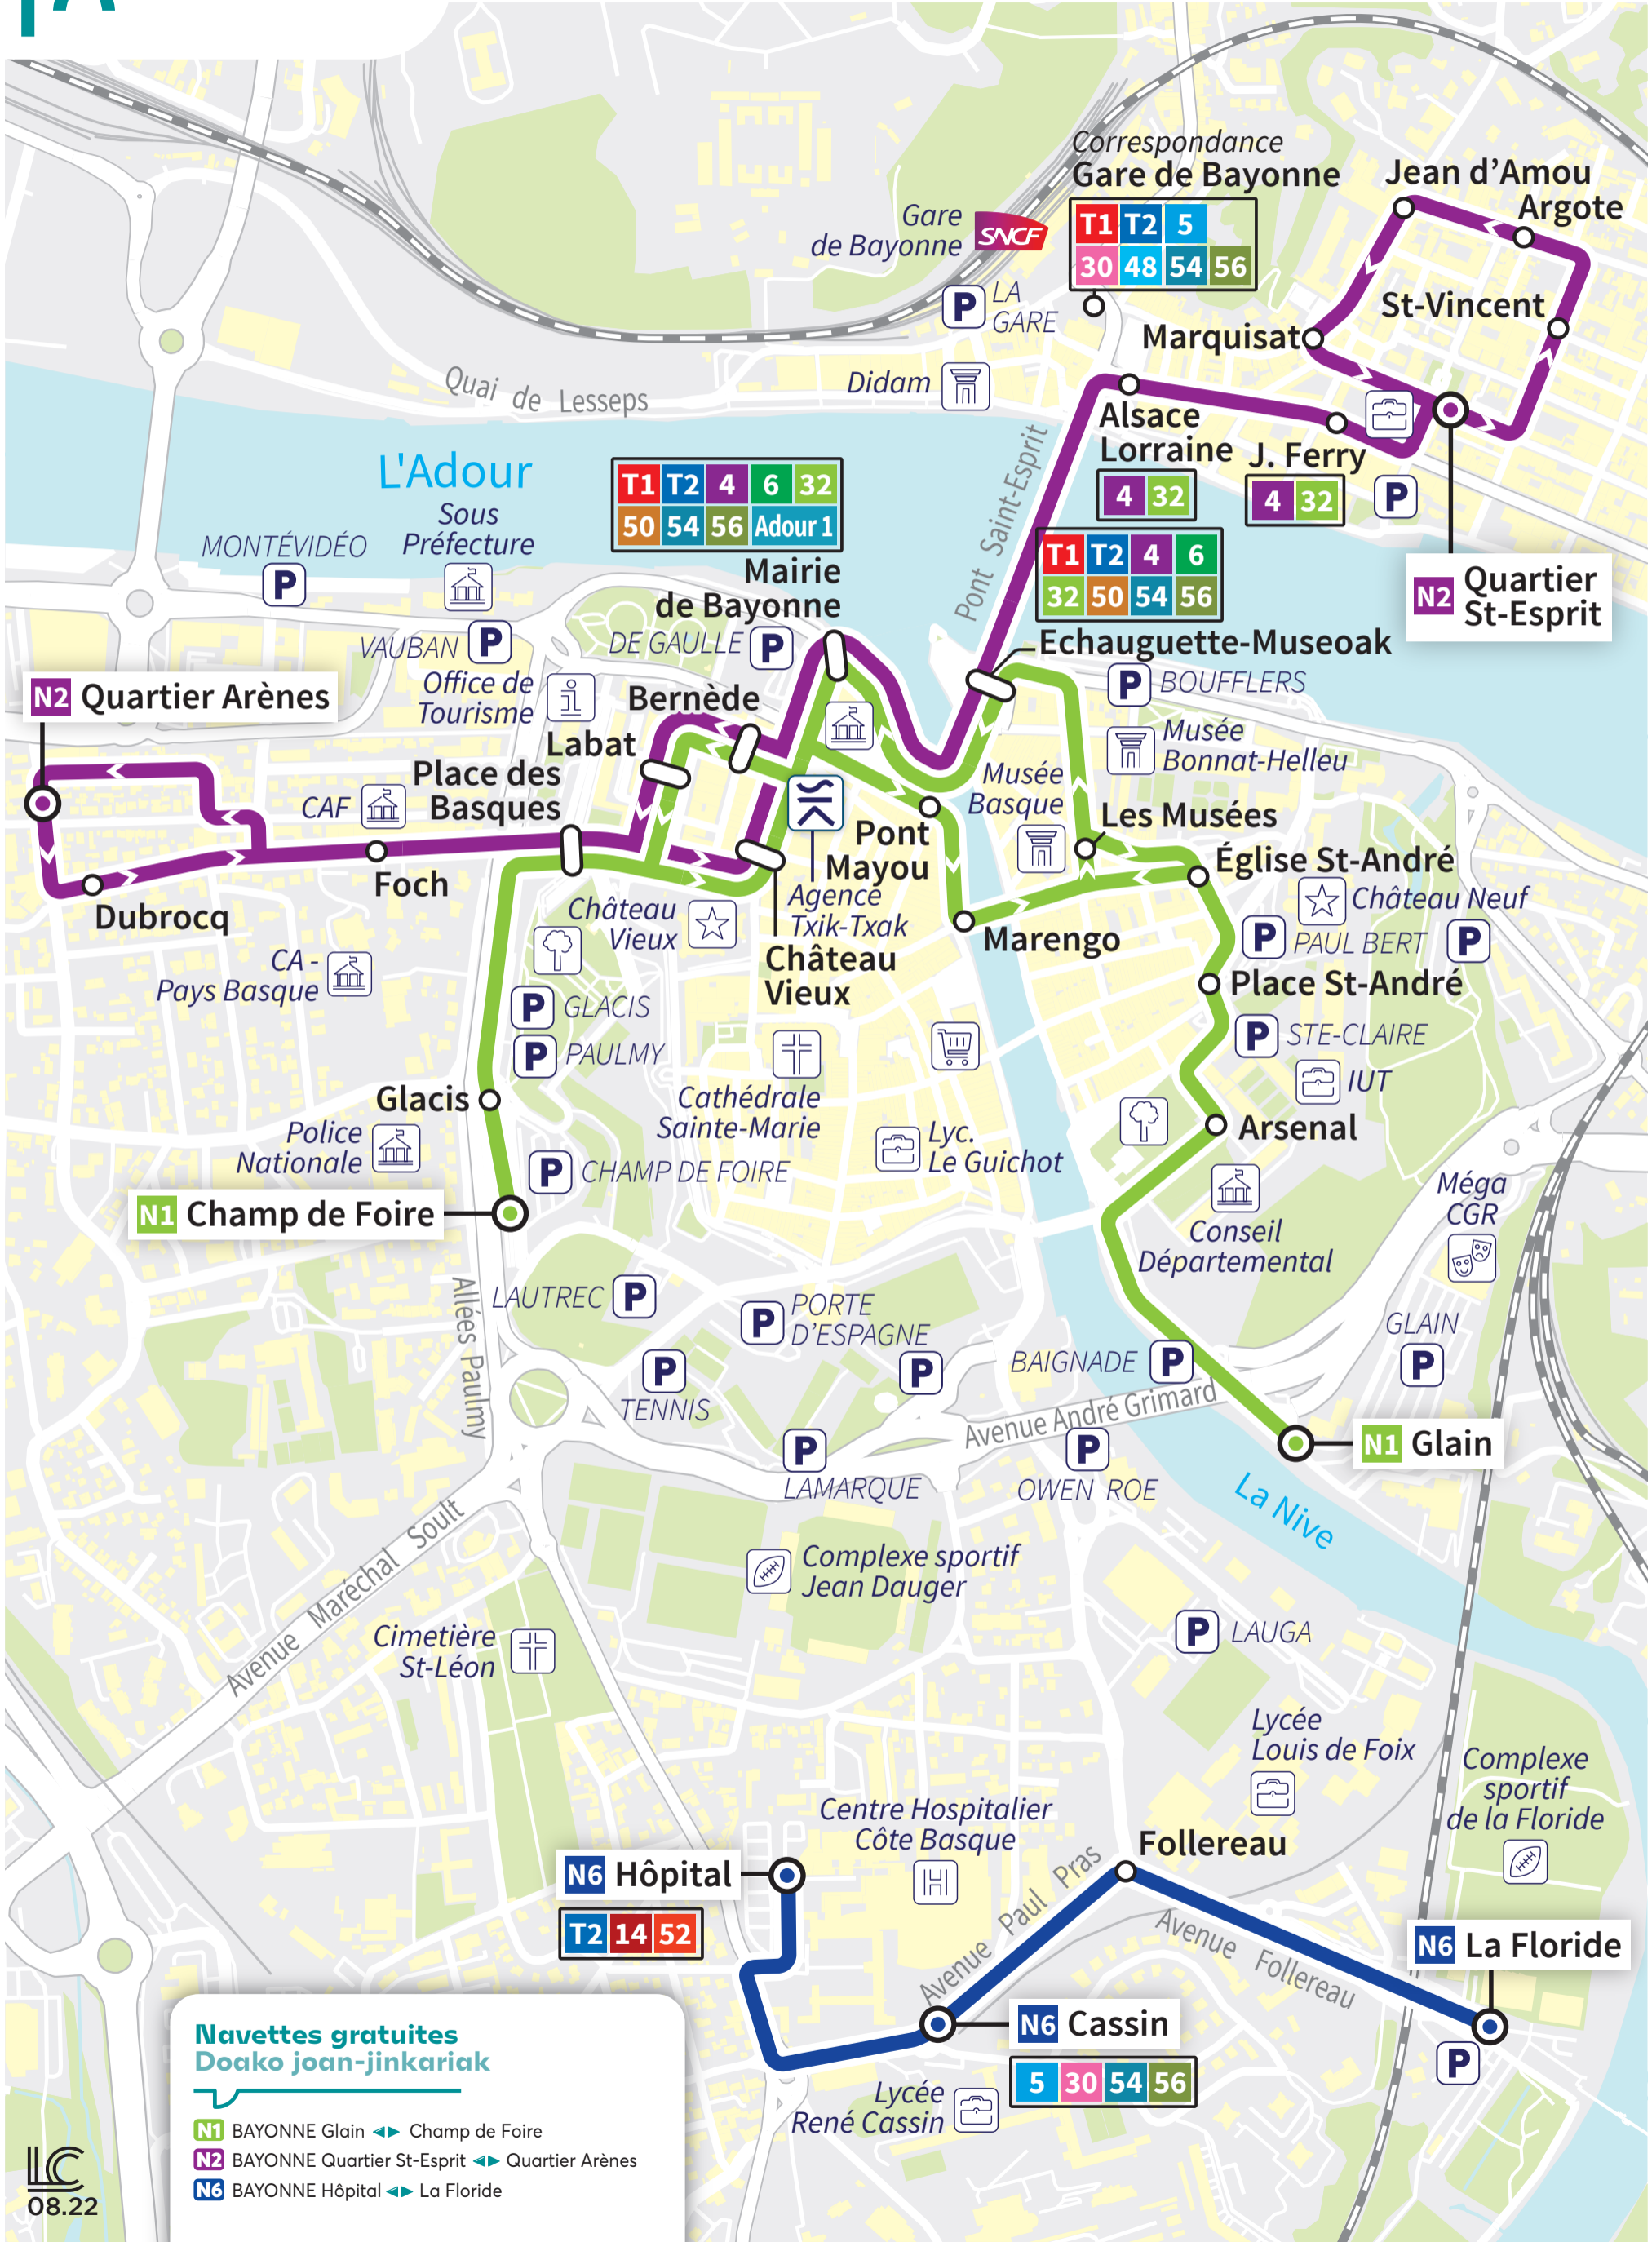 Correspondance
Gare de Bayonne
T1 T2 5
30 48 54 56
Jean d'Amou
Argote
Gare
de Bayonne
SNCF
P LA
GARE
St-Vincent
Marquisat
Didam
Quai de Lesseps
Alsace
Lorraine
4 32
J. Ferry
4 32
P
L'Adour
Pont Saint-Esprit
T1 T2 4 6 32
50 54 56 Adour 1
Mairie
de Bayonne
Sous
Préfecture
MONTÉVIDÉO
P
T1 T2 4 6
32 50 54 56
Echauguette-Museoak
N2 Quartier
St-Esprit
VAUBAN P
DE GAULLE P
P BOUFFLERS
N2 Quartier Arènes
Office de
Tourisme
i
Bernède
Labat
Musée
Bonnat-Helleu
Place des
Basques
CAF
Musée
Basque
Les Musées
Pont
Mayou
Église St-André
Foch
Dubrocq
Agence
Txik-Txak
Château
Vieux
Château Neuf
P PAUL BERT P
Marengo
Château
Vieux
CA -
Pays Basque
Place St-André
P GLACIS
P PAULMY
P STE-CLAIRE
IUT
Glacis
Cathédrale
Sainte-Marie
Police
Nationale
Lyc.
Le Guichot
Arsenal
P CHAMP DE FOIRE
N1 Champ de Foire
Conseil
Départemental
Méga
CGR
Allées Paulmy
LAUTREC P
P PORTE
D'ESPAGNE
P
GLAIN
P
BAIGNADE P
P
TENNIS
Avenue André Grimard
P
LAMARQUE
P
OWEN ROE
N1 Glain
La Nive
Avenue Maréchal Soult
Complexe sportif
Jean Dauger
P LAUGA
Cimetière
St-Léon
Lycée
Louis de Foix
Complexe
sportif
de la Floride
Centre Hospitalier
Côte Basque
H
Follereau
N6 Hôpital
T2 14 52
Avenue Paul Pras
Avenue Follereau
N6 La Floride
P
N6 Cassin
5 30 54 56
Lycée
René Cassin
Navettes gratuites
Doako joan-jinkariak
N1 BAYONNE Glain ◄► Champ de Foire
N2 BAYONNE Quartier St-Esprit ◄► Quartier Arènes
N6 BAYONNE Hôpital ◄► La Floride
LC
08.22